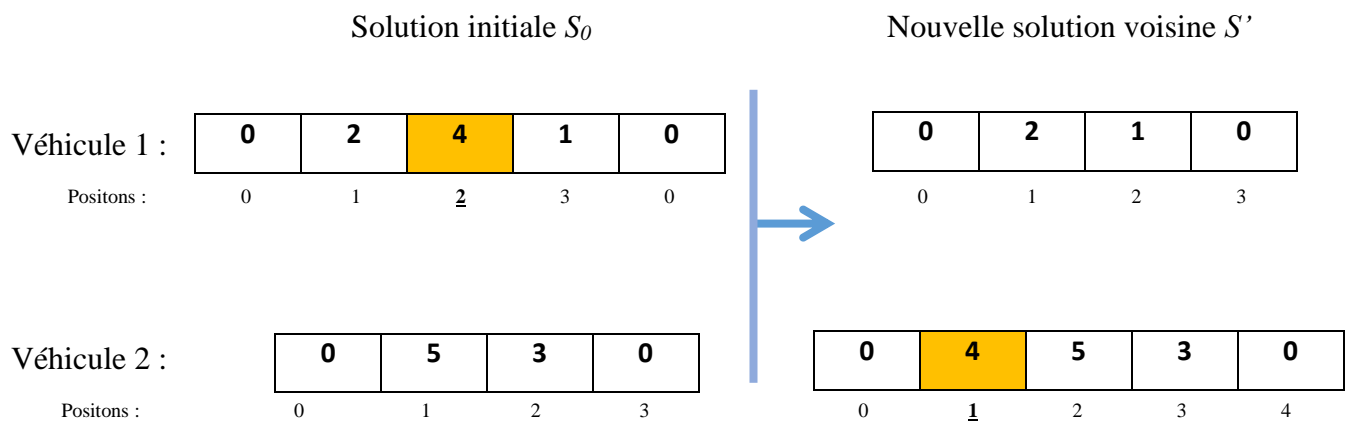 Solution initiale S0 Nouvelle solution voisine S’
Véhicule 1 : 0 2 4 1 0 0 2 1 0
Positons : 0 1 2 3 0 0 1 2 3
Véhicule 2 : 0 5 3 0 0 4 5 3 0
Positons : 0 1 2 3 0 1 2 3 4